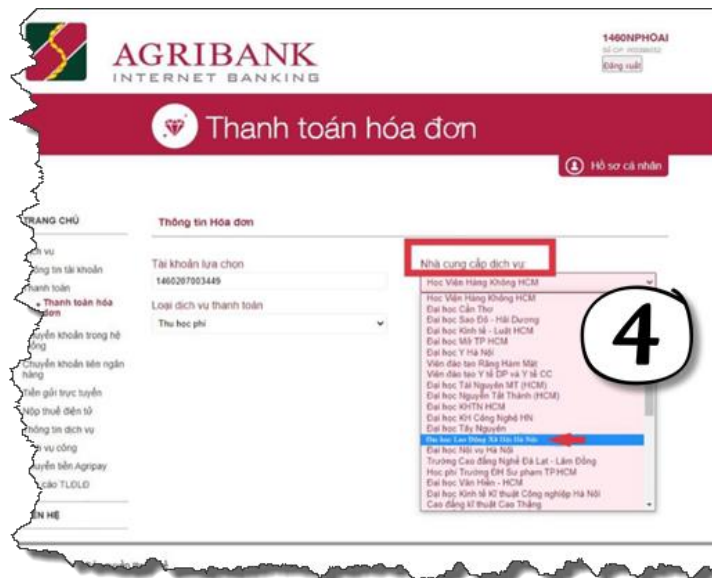 AGRIBANK
INTERNET BANKING
1460NPHOAI
Đăng xuất
Thanh toán hóa đơn
Hồ sơ cá nhân
TRANG CHỦ
vụ
tin tài khoản
toán
Thanh toán hóa
đơn
khoản trong hệ
Chuyển khoản liên ngân
hàng
Tiền gửi trực tuyến
Nộp thuế điện tử
tin dịch vụ
vụ công
tiền Agripay
cáo TLDLD
HỆ
Thông tin Hóa đơn
Tài khoản lựa chọn
1460207003449
Loại dịch vụ thanh toán
Thu học phí
Nhà cung cấp dịch vụ:
Học Viện Hàng Không HCM
Học Viện Hàng Không HCM
Đại học Cần Thơ
Đại học Sao Đỏ - Hải Dương
Đại học Kinh tế - Luật HCM
Đại học Mở TP HCM
Đại học Y Hà Nội
Viện đào tạo Răng Hàm Mặt
Viện đào tạo Y tế DP và Y tế CC
Đại học Tài Nguyên MT (HCM)
Đại học Nguyễn Tất Thành (HCM)
Đại học KHTN HCM
Đại học KH Công Nghệ HN
Đại học Tây Nguyên
Đại học Lao Động Xã Hội Hà Nội
Đại học Nội vụ Hà Nội
Trường Cao đẳng Nghề Đà Lạt - Lâm Đồng
Học phí Trường ĐH Sư phạm TP.HCM
Đại học Văn Hiến - HCM
Đại học Kinh tế Kĩ thuật Công nghiệp Hà Nội
Cao đẳng kĩ thuật Cao Thắng
4